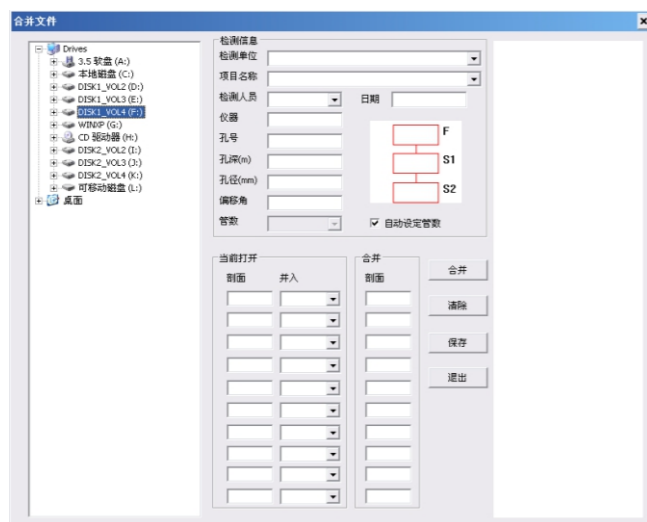 合并文件
Drives
3.5 软盘 (A:)
本地磁盘 (C:)
DISK1_VOL2 (D:)
DISK1_VOL3 (E:)
DISK1_VOL4 (F:)
WINXP (G:)
CD 驱动器 (H:)
DISK2_VOL2 (I:)
DISK2_VOL3 (J:)
DISK2_VOL4 (K:)
可移动磁盘 (L:)
桌面
检测信息
检测单位
项目名称
检测人员 日期
仪器
孔号
孔深(m)
孔径(mm)
偏移角
管数
F
S1
S2
自动设定管数
当前打开
剖面 并入
合并
剖面
合并
清除
保存
退出